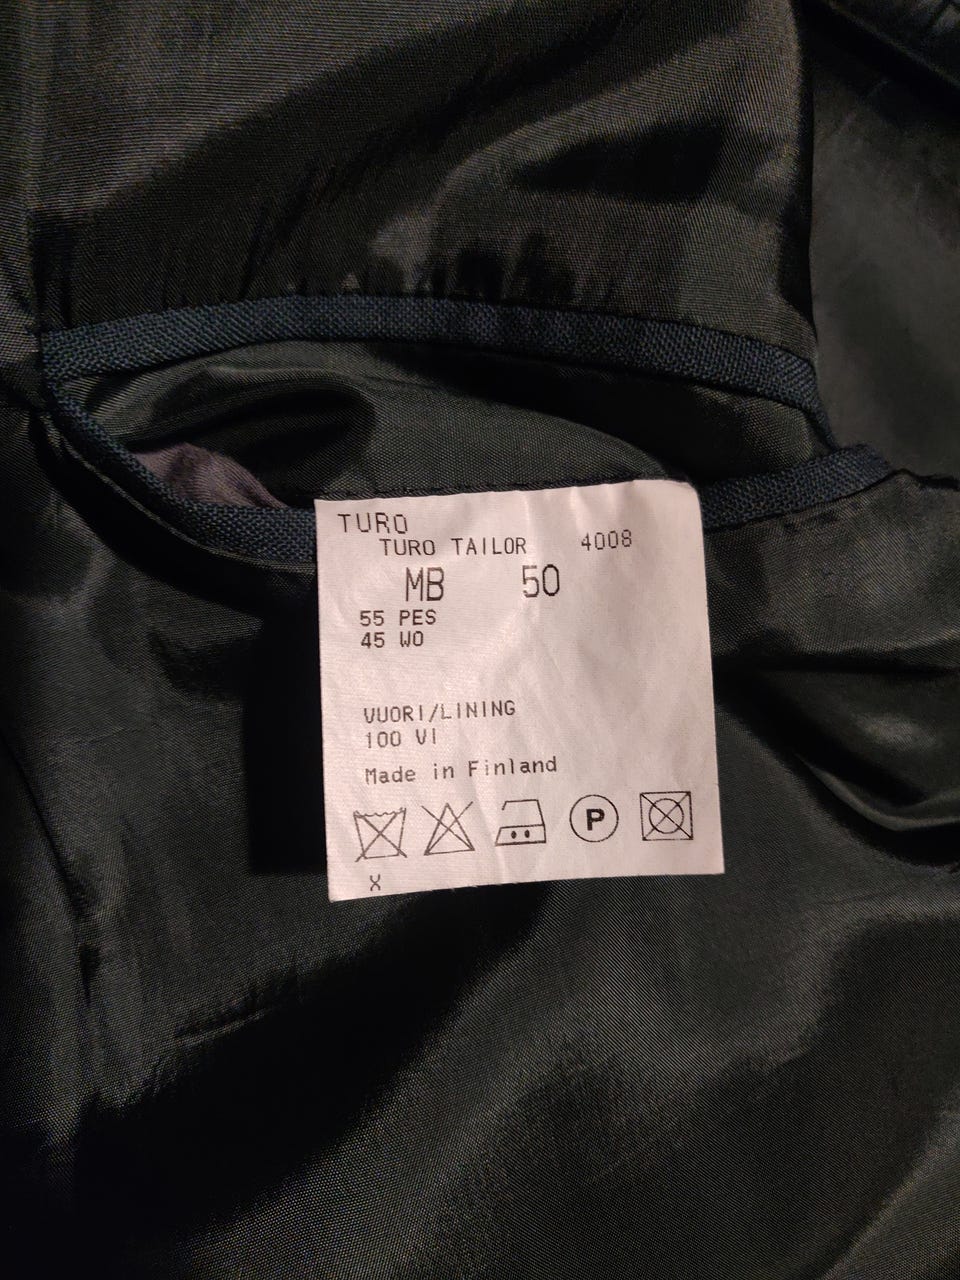 TURO
TURO TAILOR 4008
MB 50
55 PES
45 WO
VUORI/LINING
100 VI
Made in Finland
P
X